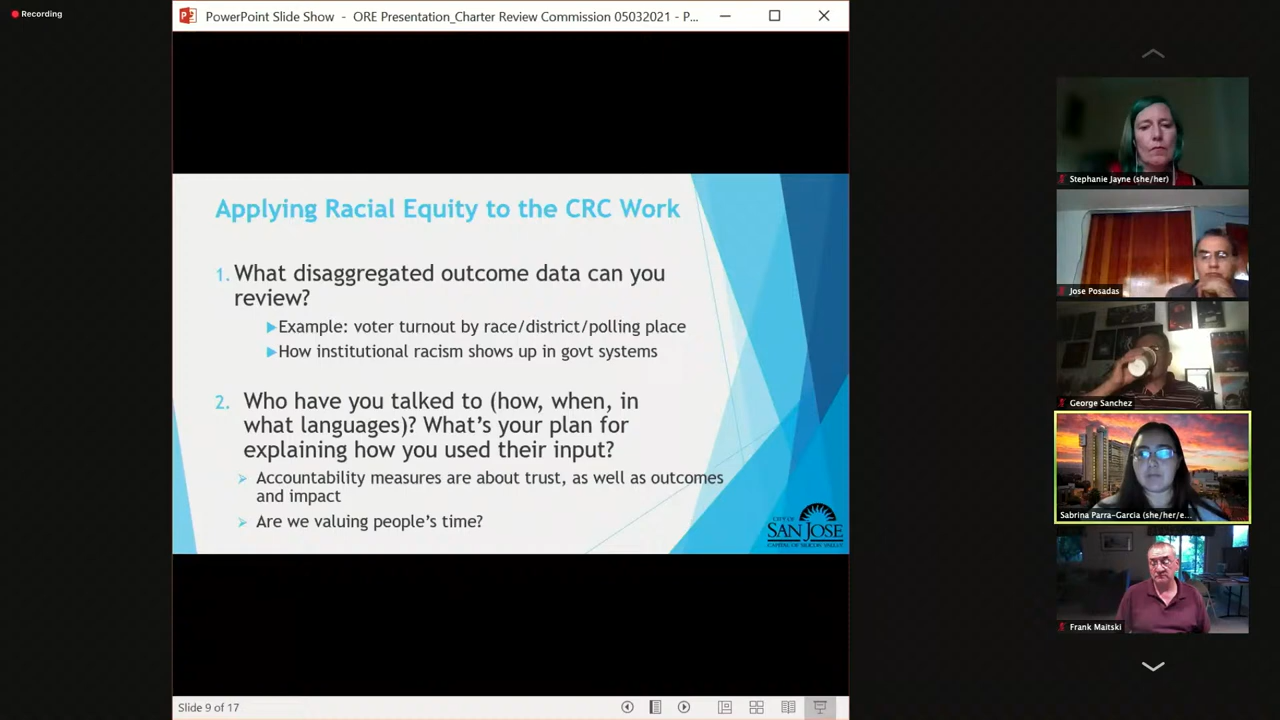 Recording
PowerPoint Slide Show - ORE Presentation_Charter Review Commission 05032021 - P...
Applying Racial Equity to the CRC Work
1. What disaggregated outcome data can you
review?
Example: voter turnout by race/district/polling place
How institutional racism shows up in govt systems
2. Who have you talked to (how, when, in
what languages)? What's your plan for
explaining how you used their input?
Accountability measures are about trust, as well as outcomes
and impact
Are we valuing people's time?
CITY OF
SAN JOSE
CAPITAL OF SILICON VALLEY
Slide 9 of 17
Stephanie Jayne (she/her)
Jose Posadas
George Sanchez
Sabrina Parra-Garcia (she/her/e...
Frank Maitski